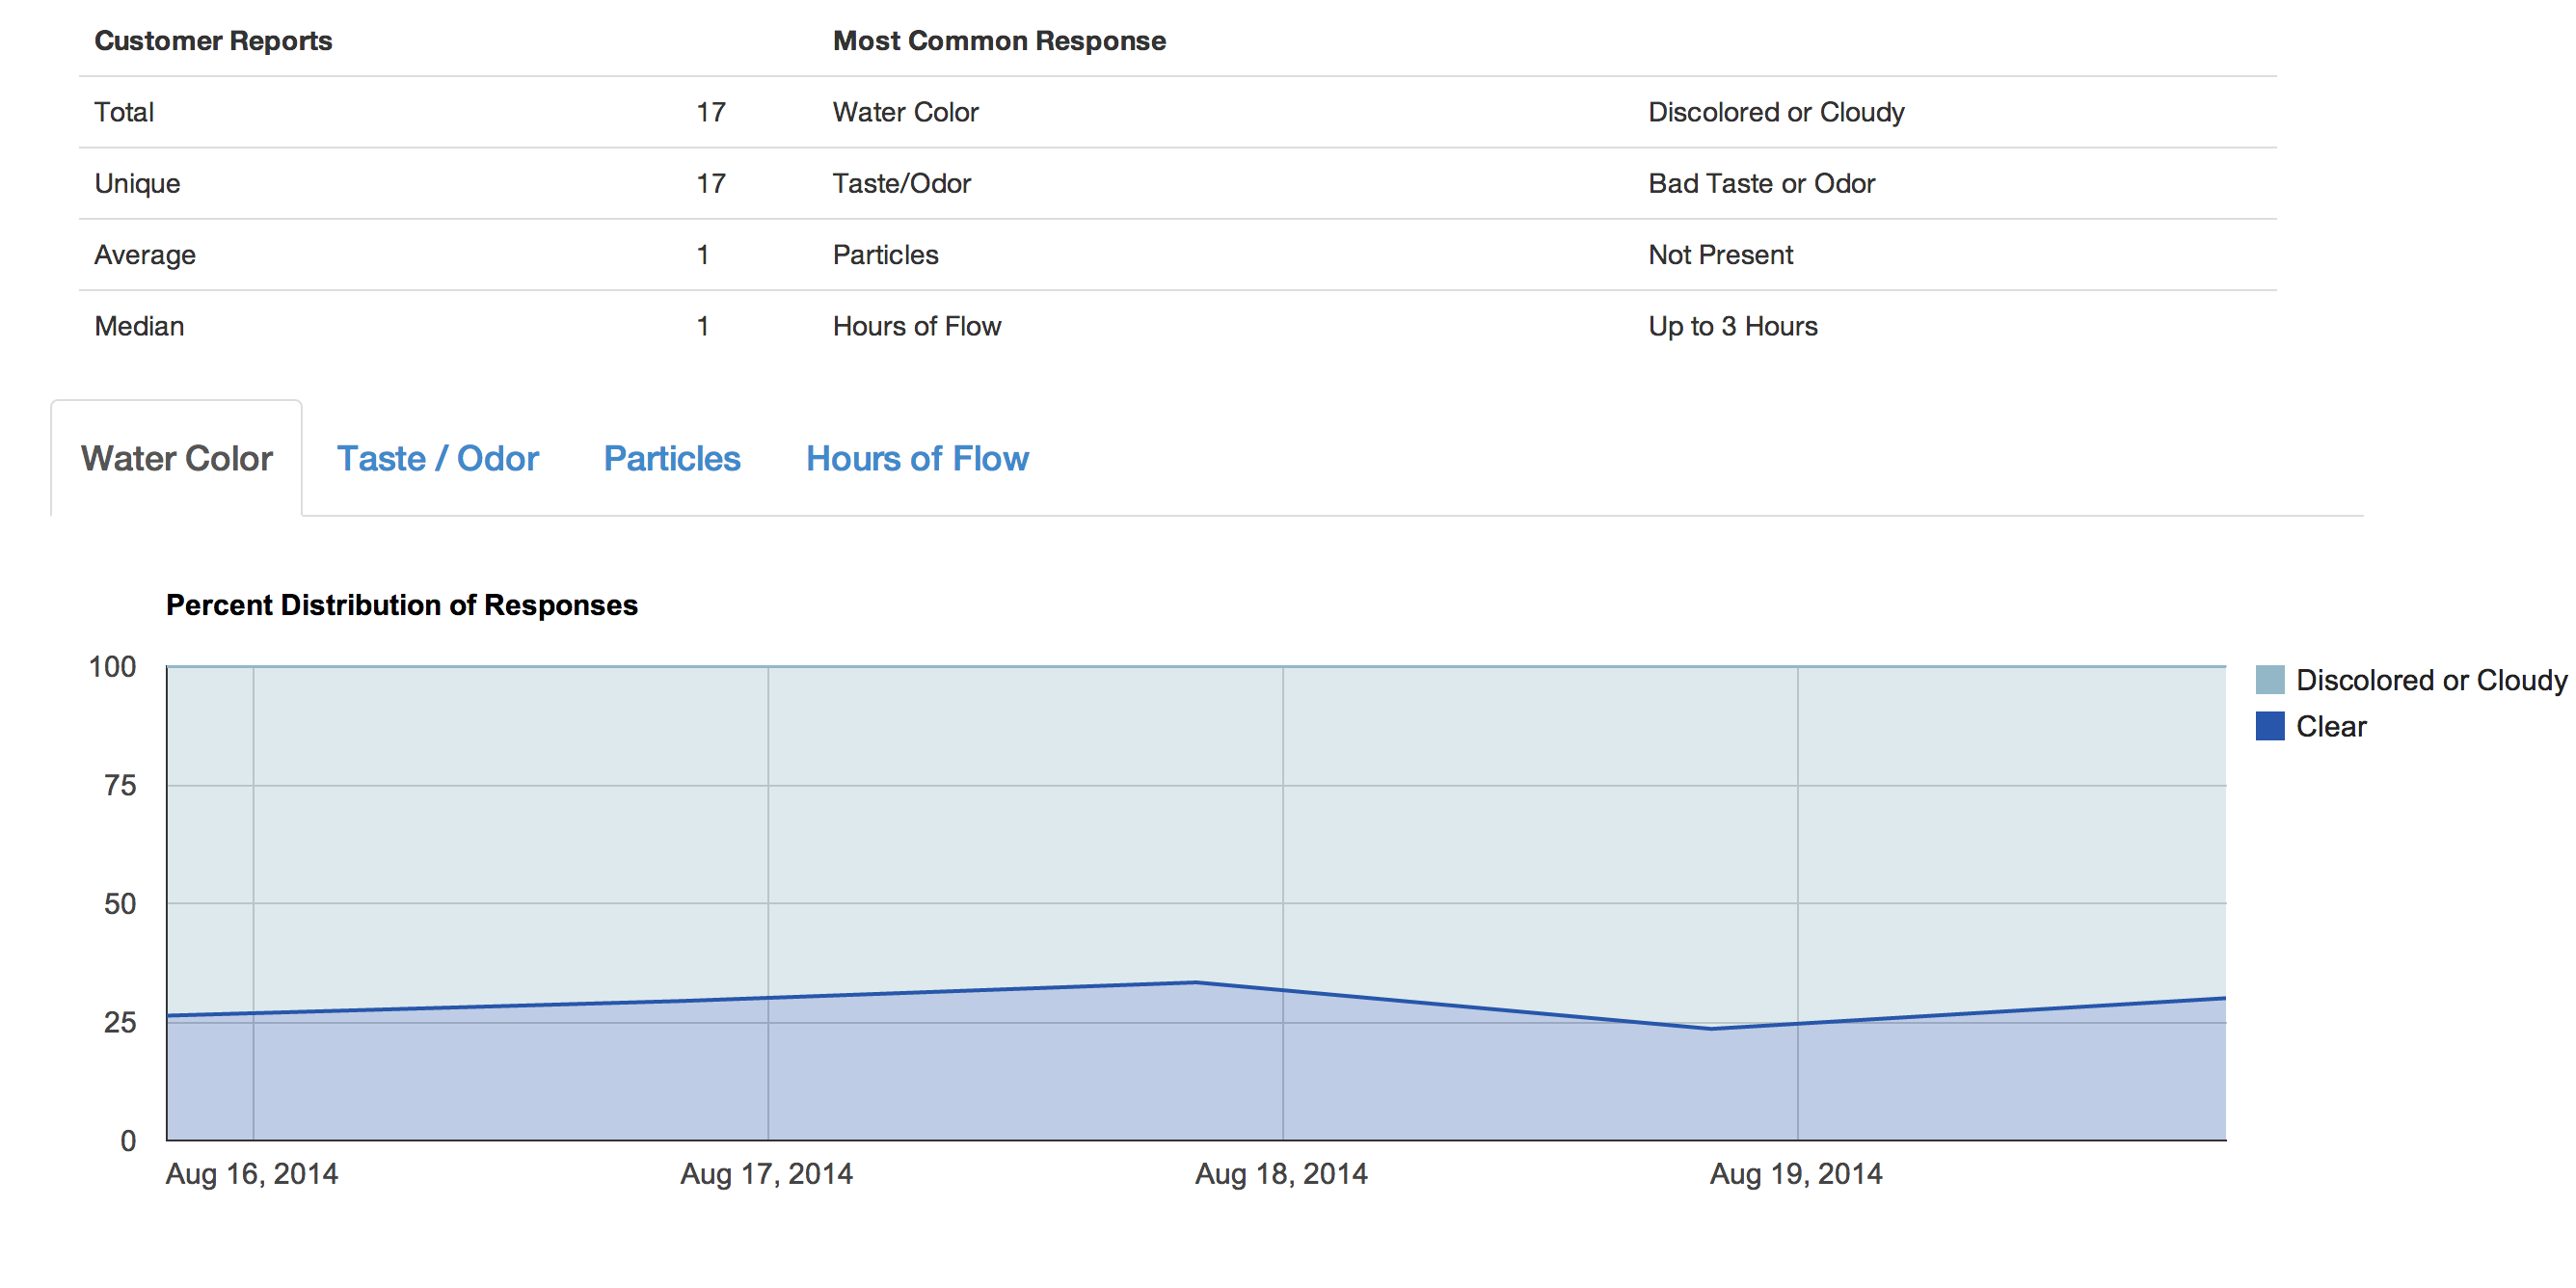 Customer Reports Most Common Response
Total 17 Water Color Discolored or Cloudy
Unique 17 Taste/Odor Bad Taste or Odor
Average 1 Particles Not Present
Median 1 Hours of Flow Up to 3 Hours
Water Color Taste / Odor Particles Hours of Flow
Percent Distribution of Responses
100
75
50
25
0
Aug 16, 2014 Aug 17, 2014 Aug 18, 2014 Aug 19, 2014
Discolored or Cloudy
Clear